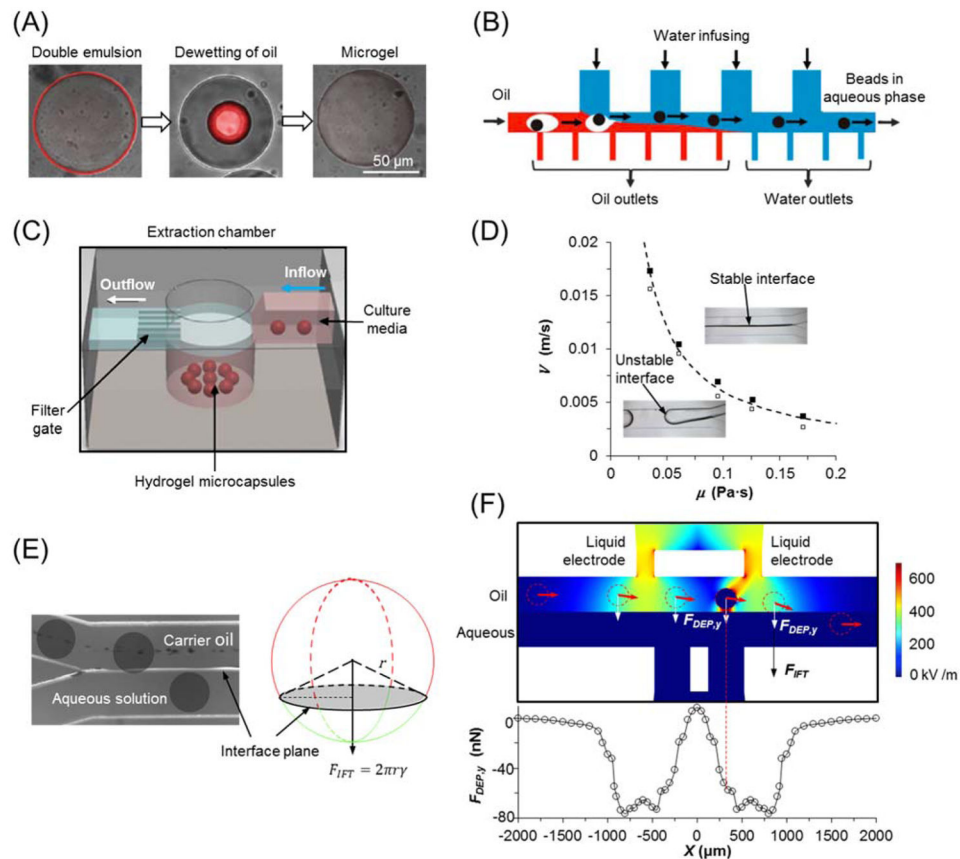 (A)
Double emulsion
Dewetting of oil
Microgel
50 µm
(B)
Water infusing
Oil
Beads in
aqueous phase
Oil outlets
Water outlets
(C)
Extraction chamber
Outflow
Inflow
Culture
media
Filter
gate
Hydrogel microcapsules
(D)
0.02
0.015
0.01
0.005
0
V (m/s)
Stable interface
Unstable
interface
0
0.05
0.1
0.15
0.2
µ (Pa·s)
(E)
Carrier oil
Aqueous solution
Interface plane
r
F_IFT = 2πrγ
(F)
Liquid
electrode
Liquid
electrode
Oil
Aqueous
F_DEP,y
F_DEP,y
F_IFT
600
400
200
0 kV /m
F_DEP,y (nN)
0
-40
-80
-2000 -1500 -1000 -500 0 500 1000 1500 2000
X (µm)